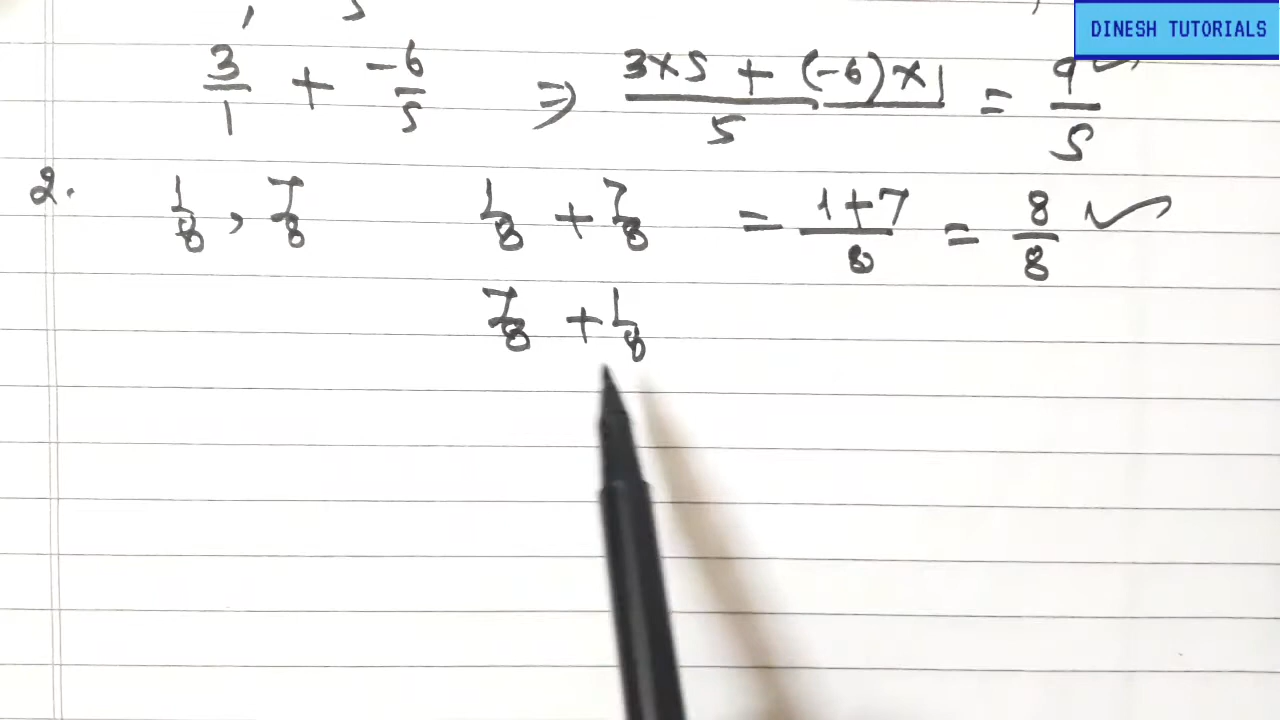 DINESH TUTORIALS
3/1 + -6/5 ⇒ 3×5 + (-6)×1 / 5 = 9/5 ✓
2. 1/8, 7/8 1/8 + 7/8 = 1+7/8 = 8/8 ✓
7/8 + 1/8